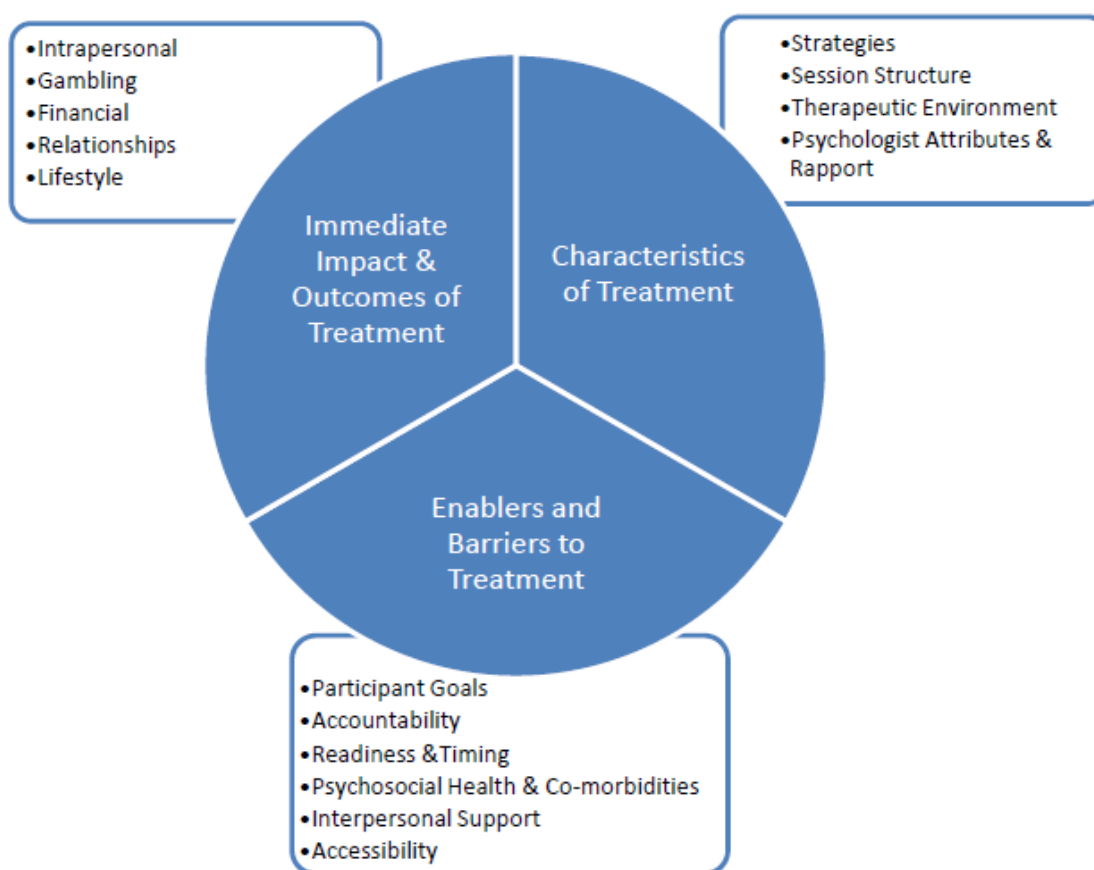 •Intrapersonal
•Gambling
•Financial
•Relationships
•Lifestyle
•Strategies
•Session Structure
•Therapeutic Environment
•Psychologist Attributes &
Rapport
Immediate
Impact &
Outcomes of
Treatment
Characteristics
of Treatment
Enablers and
Barriers to
Treatment
•Participant Goals
•Accountability
•Readiness &Timing
•Psychosocial Health & Co-morbidities
•Interpersonal Support
•Accessibility